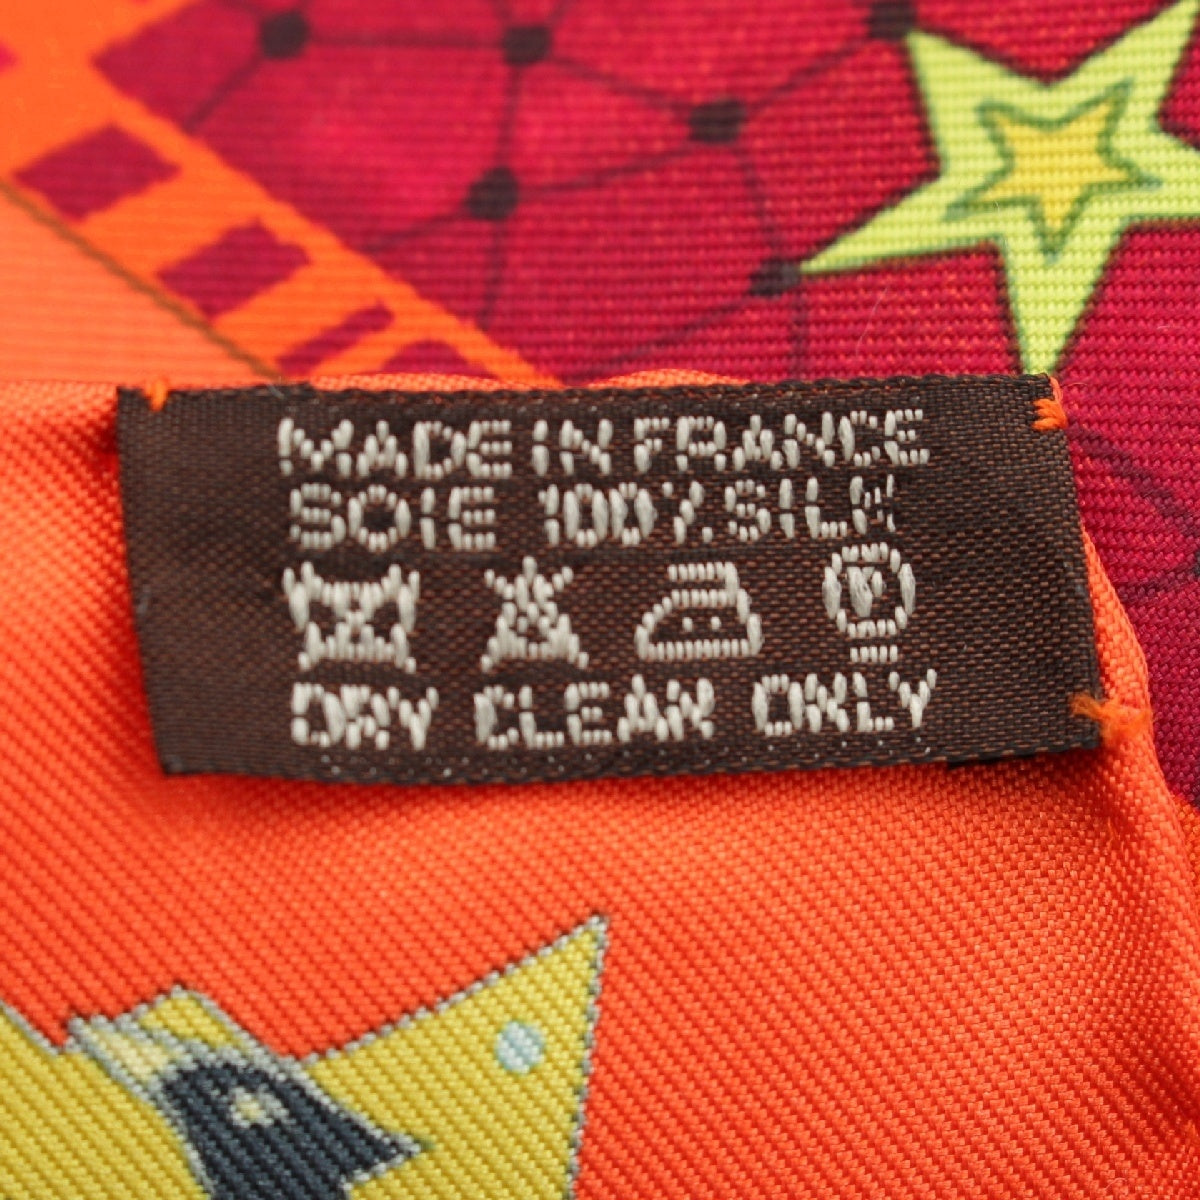 MADE IN FRANCE
SOIE 100% SILK
P
DRY CLEAN ONLY